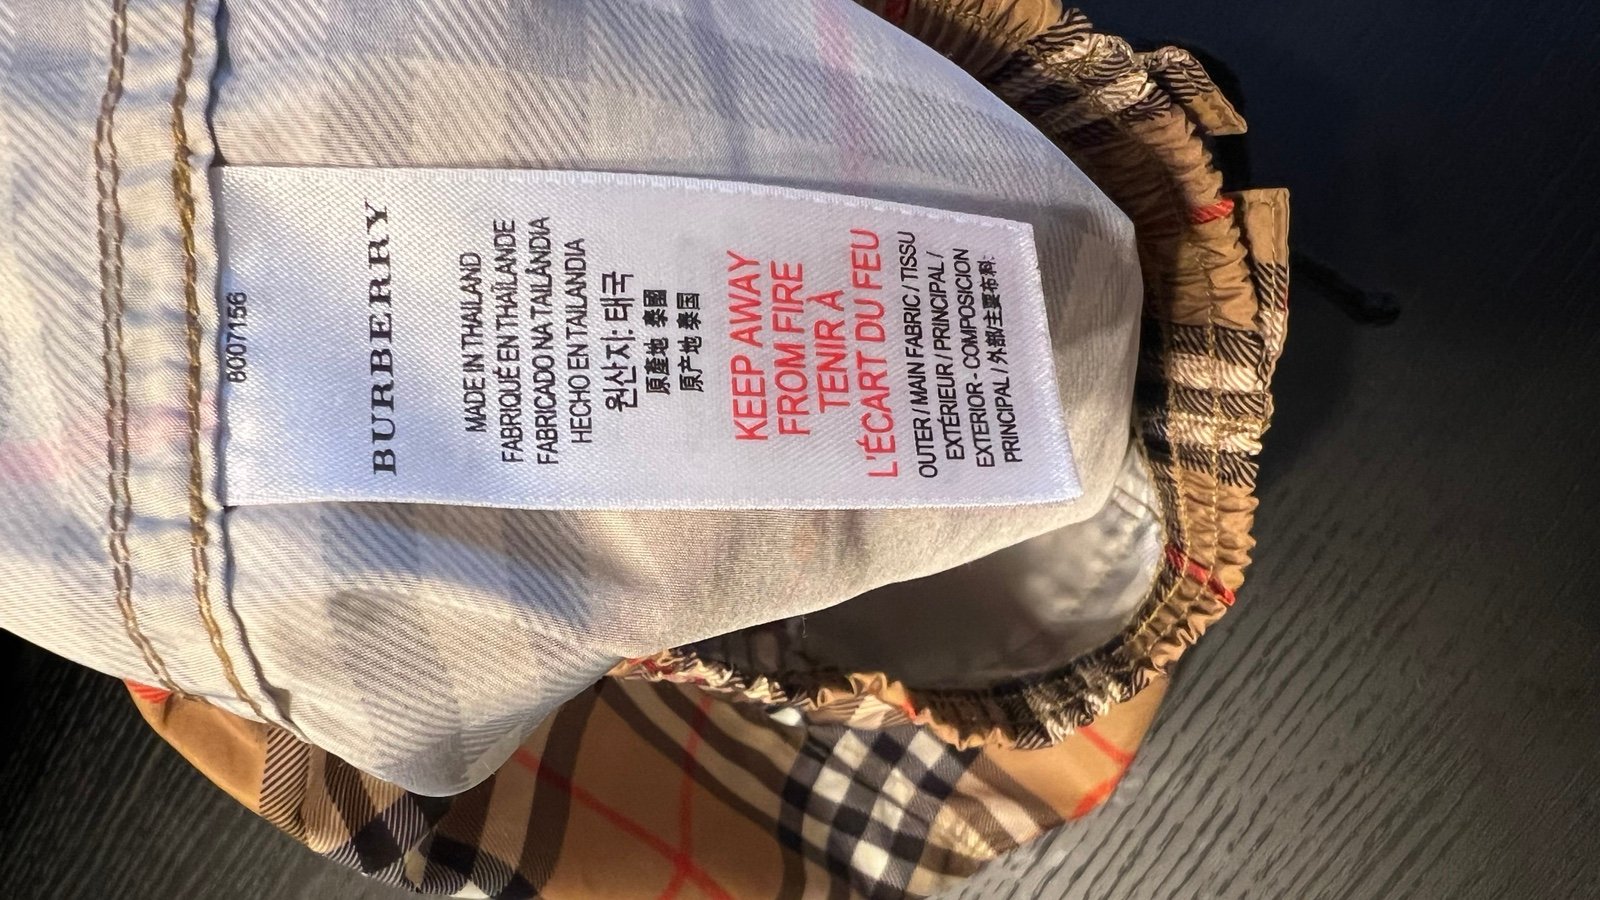 8007156
BURBERRY
MADE IN THAILAND
FABRIQUÉ EN THAÏLANDE
FABRICADO NA TAILÂNDIA
HECHO EN TAILANDIA
원산지: 태국
原產地 泰國
原产地 泰国
KEEP AWAY
FROM FIRE
TENIR À
L'ÉCART DU FEU
OUTER / MAIN FABRIC / TISSU
EXTÉRIEUR / PRINCIPAL /
EXTERIOR - COMPOSICION
PRINCIPAL / 外部/主要布料: